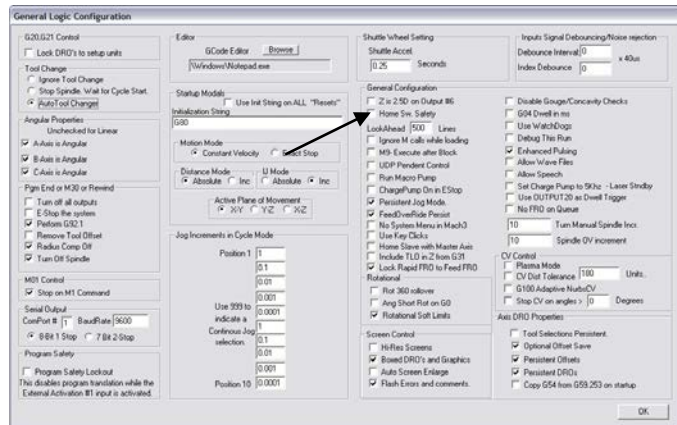 General Logic Configuration
G20,G21 Control
Lock DRO's to setup units
Tool Change
Ignore Tool Change
Stop Spindle. Wait for Cycle Start.
Auto Tool Changer
Angular Properties
Unchecked for Linear
A-Axis is Angular
B-Axis is Angular
C-Axis is Angular
Pgm End or M30 or Rewind
Turn off all outputs
E-Stop the system
Perform G92.1
Remove Tool Offset
Radius Comp Off
Turn Off Spindle
M01 Control
Stop on M1 Command
Serial Output
ComPort # 1 BaudRate 9600
8-Bit 1 Stop 7 Bit 2-Stop
Program Safety
Program Safety Lockout
This disables program translation while the
External Activation #1 input is activated.
Editor
GCode Editor Browse
\Windows\Notepad.exe
Startup Modals
Use Init String on ALL "Resets"
Initialization String
G80
Motion Mode
Constant Velocity Exact Stop
Distance Mode IJ Mode
Absolute Inc Absolute Inc
Active Plane of Movement
X-Y Y-Z X-Z
Jog Increments in Cycle Mode
Position 1 1
0.1
0.01
0.001
0.0001
Use 999 to
indicate a
Continous Jog
selection
1
0.1
0.01
0.001
Position 10 0.0001
Shuttle Wheel Setting
Shuttle Accel.
0.25 Seconds
General Configuration
Z is 2.5D on Output #6
Home Sw. Safety
LookAhead 500 Lines
Ignore M calls while loading
M9- Execute after Block
UDP Pendent Control
Run Macro Pump
ChargePump On in EStop
Persistent Jog Mode.
FeedOverRide Persist
No System Menu in Mach3
Use Key Clicks
Home Slave with Master Axis
Include TLO in Z from G31
Lock Rapid FRO to Feed FRO
Rotational
Rot 360 rollover
Ang Short Rot on G0
Rotational Soft Limits
Screen Control
Hi-Res Screens
Boxed DRO's and Graphics
Auto Screen Enlarge
Flash Errors and comments.
Inputs Signal Debouncing/Noise rejection
Debounce Interval: 0
x 40us
Index Debounce 0
Disable Gouge/Concavity Checks
G04 Dwell in ms
Use WatchDogs
Debug This Run
Enhanced Pulsing
Allow Wave Files
Allow Speech
Set Charge Pump to 5Khz - Laser Stndby
Use OUTPUT20 as Dwell Trigger
No FRO on Queue
10 Turn Manual Spindle Incr.
10 Spindle OV increment
CV Control
Plasma Mode
CV Dist Tolerance 180 Units..
G100 Adaptive NurbsCV
Stop CV on angles > 0 Degrees
Axis DRO Properties
Tool Selections Persistent.
Optional Offset Save
Persistent Offsets
Persistent DROs
Copy G54 from G59.253 on startup
OK